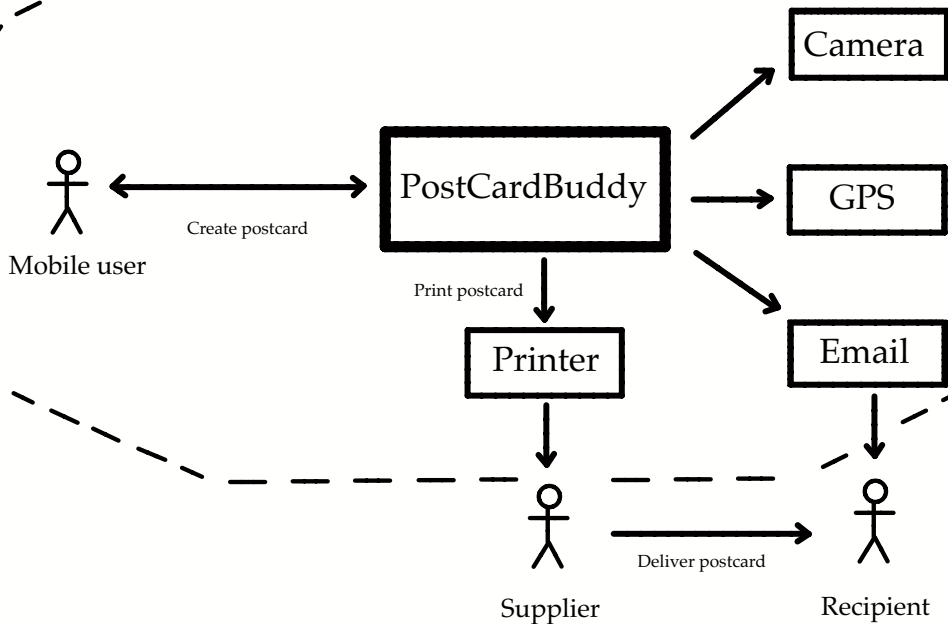 Camera
PostCardBuddy
GPS
Create postcard
Mobile user
Print postcard
Printer
Email
Deliver postcard
Supplier
Recipient